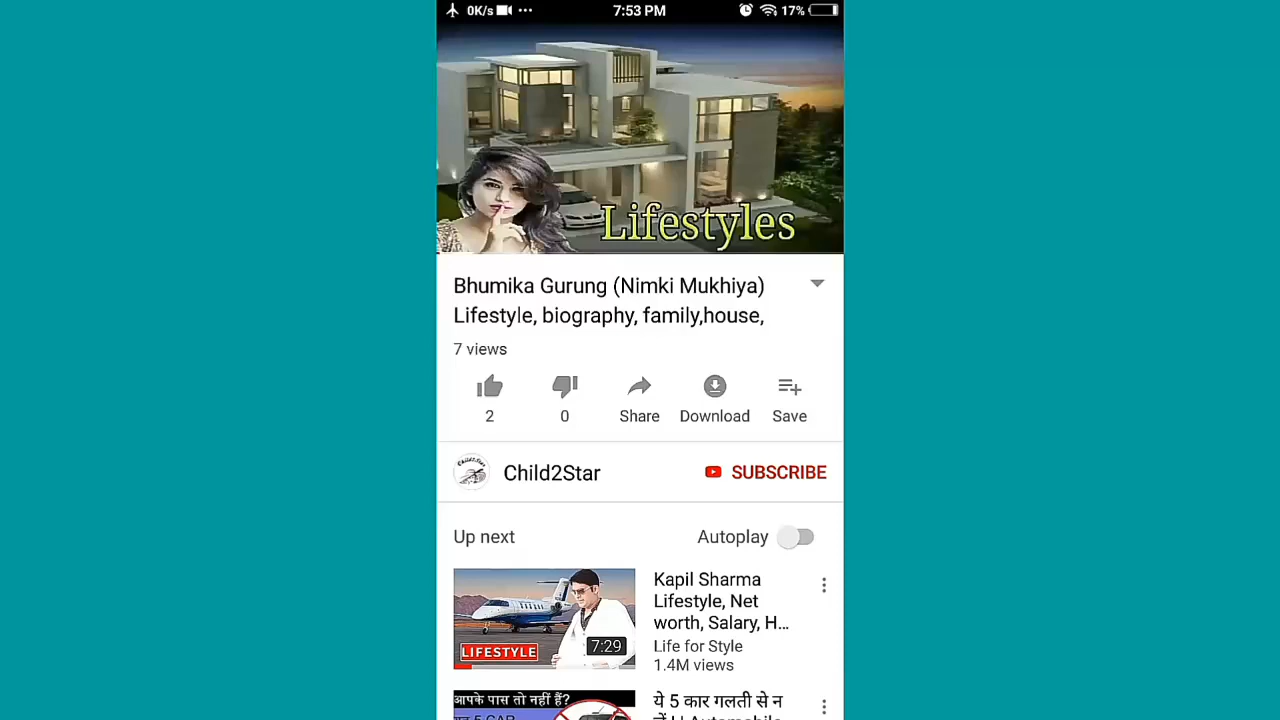 0K/s ... 7:53 PM 17%
Lifestyles
Bhumika Gurung (Nimki Mukhiya)
Lifestyle, biography, family,house,
7 views
2 0 Share Download Save
Child2Star
Child2Star SUBSCRIBE
Up next Autoplay
Kapil Sharma
Lifestyle, Net
worth, Salary, H...
LIFESTYLE 7:29
Life for Style
1.4M views
आपके पास तो नहीं हैं?
ये 5 कार गलती से न